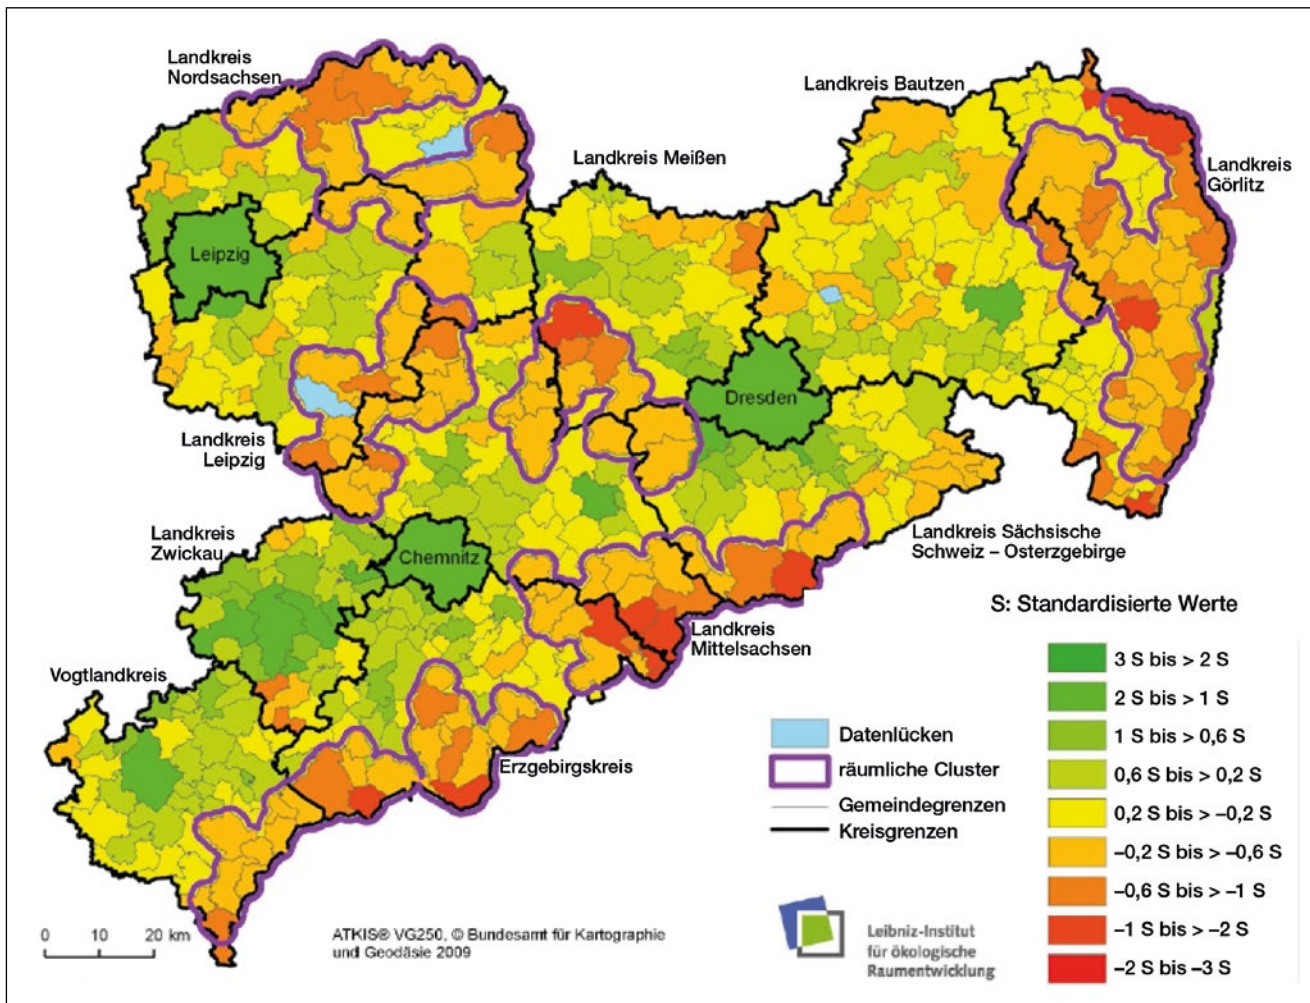 Landkreis
Nordsachsen
Landkreis Bautzen
Landkreis Meißen
Landkreis
Görlitz
Leipzig
Dresden
Landkreis
Leipzig
Landkreis
Zwickau
Chemnitz
Landkreis Sächsische
Schweiz – Osterzgebirge
Landkreis
Mittelsachsen
Vogtlandkreis
Erzgebirgskreis
S: Standardisierte Werte
3 S bis > 2 S
2 S bis > 1 S
1 S bis > 0,6 S
0,6 S bis > 0,2 S
0,2 S bis > –0,2 S
–0,2 S bis > –0,6 S
–0,6 S bis > –1 S
–1 S bis > –2 S
–2 S bis –3 S
Datenlücken
räumliche Cluster
Gemeindegrenzen
Kreisgrenzen
0 10 20 km
ATKIS® VG250, © Bundesamt für Kartographie
und Geodäsie 2009
Leibniz-Institut
für ökologische
Raumentwicklung